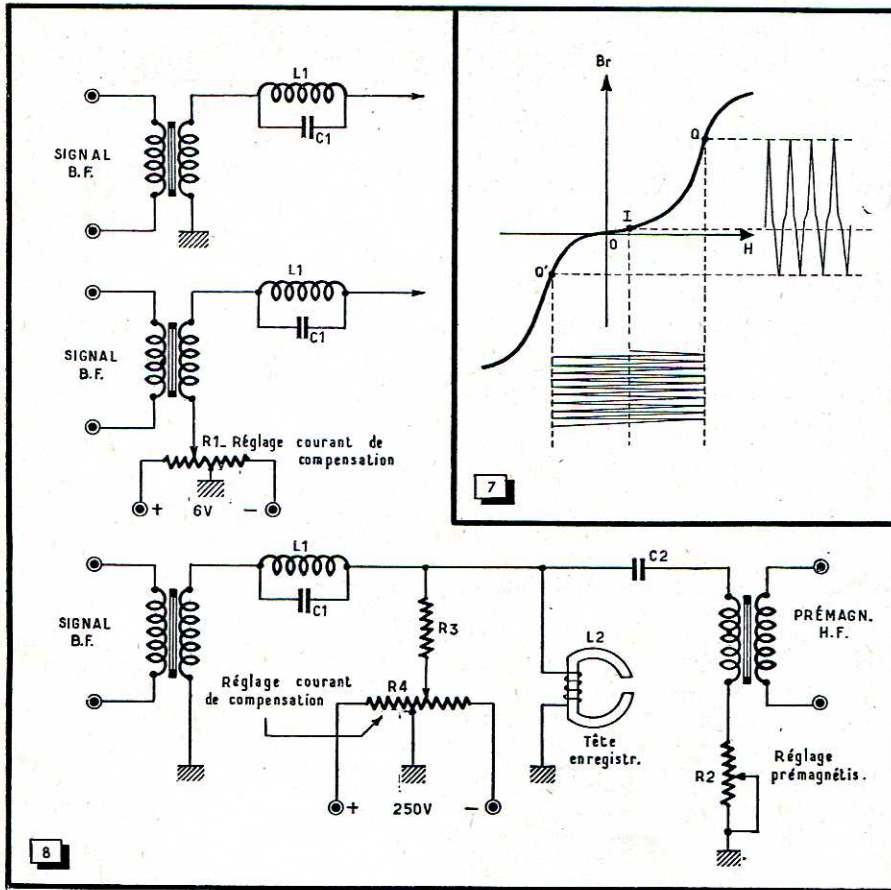 L1
C1
SIGNAL
B.F.
L1
C1
SIGNAL
B.F.
R1_ Réglage courant de
compensation
+ 6V -
Br
Q
I
O
H
Q'
7
L1
C1
SIGNAL
B.F.
R3
Réglage courant
de compensation
R4
+ 250V -
C2
L2
Tête
enregistr.
PRÉMAGN.
H.F.
R2
Réglage
prémagnétis.
8